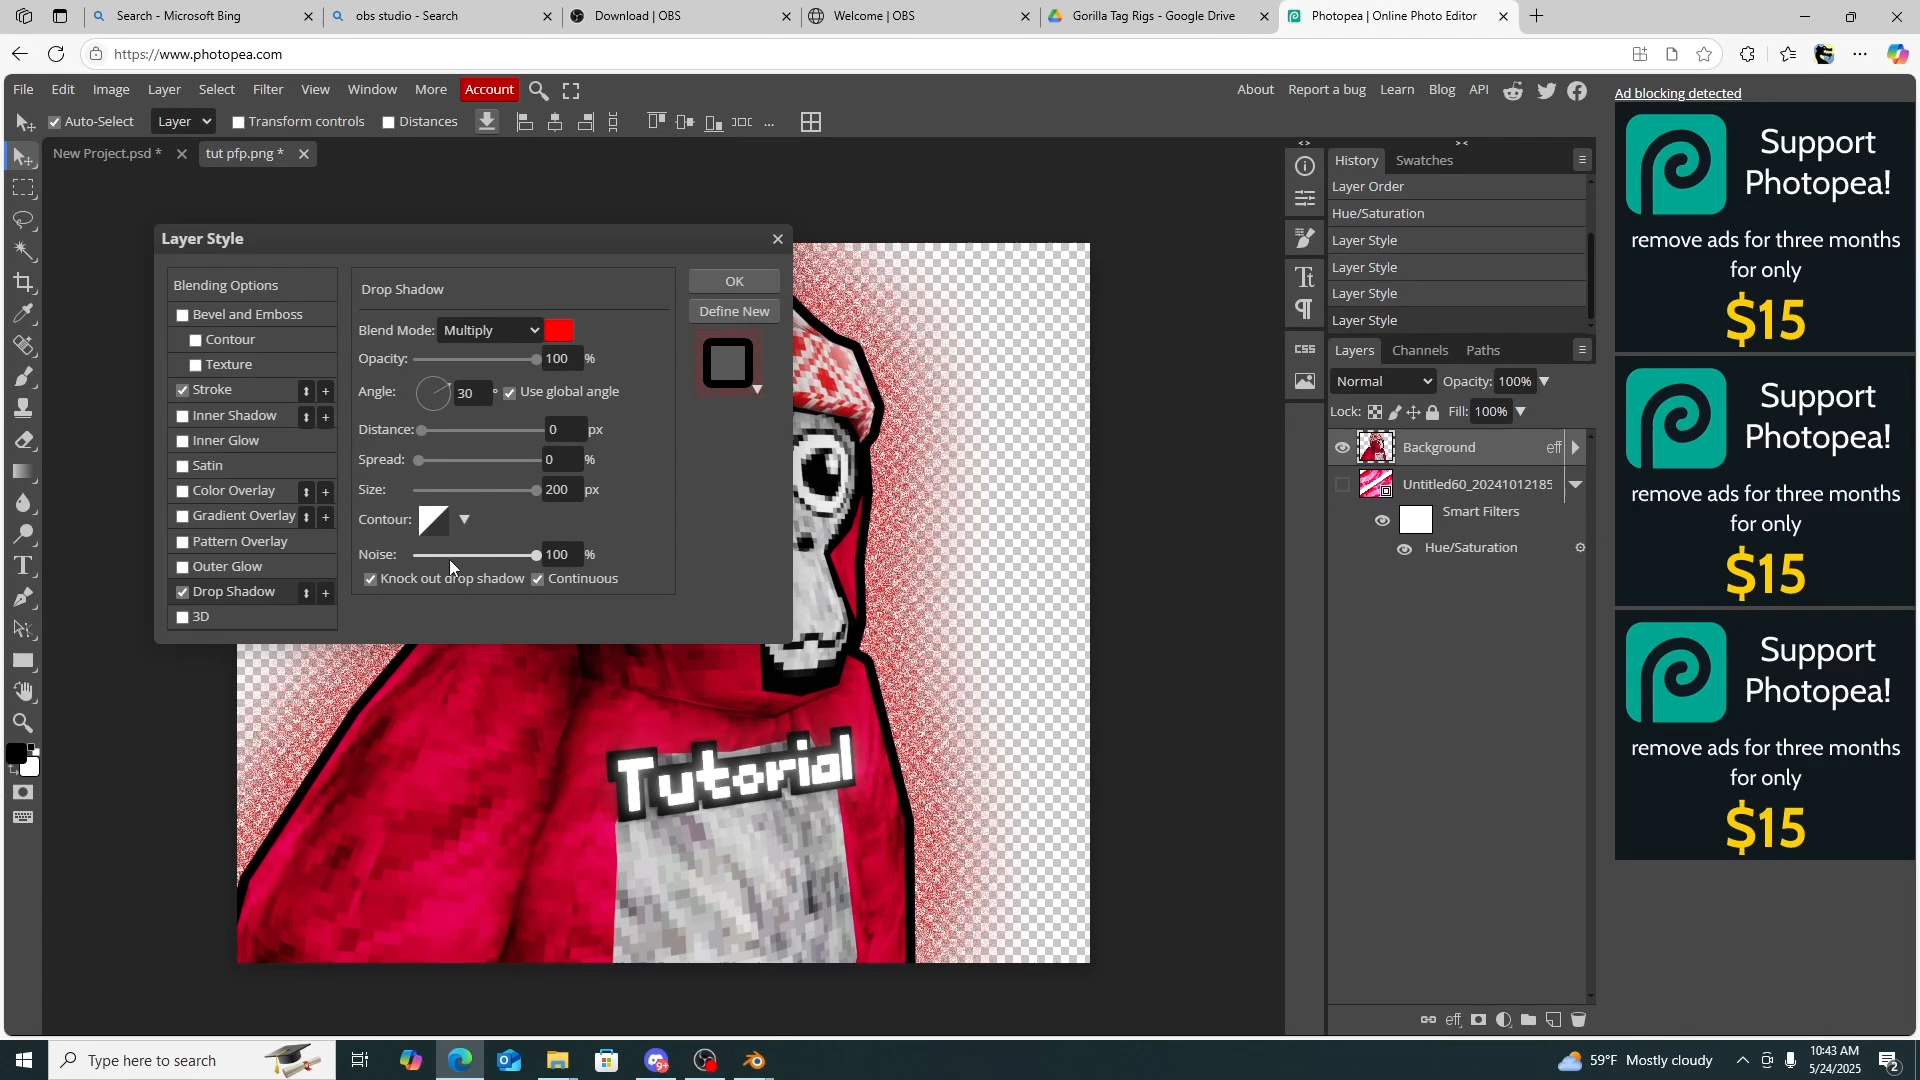 Search - Microsoft Bing
obs studio - Search
Download | OBS
Welcome | OBS
Gorilla Tag Rigs - Google Drive
Photopea | Online Photo Editor
https://www.photopea.com
File Edit Image Layer Select Filter View Window More Account
About Report a bug Learn Blog API
Auto-Select Layer Transform controls Distances ...
New Project.psd * tut pfp.png *
Layer Style
Blending Options
Bevel and Emboss
Contour
Texture
Stroke
Inner Shadow
Inner Glow
Satin
Color Overlay
Gradient Overlay
Pattern Overlay
Outer Glow
Drop Shadow
3D
Drop Shadow
Blend Mode: Multiply
Opacity: 100 %
Angle: 30 ° Use global angle
Distance: 0 px
Spread: 0 %
Size: 200 px
Contour:
Noise: 100 %
Knock out drop shadow Continuous
OK
Define New
Tutorial
History Swatches
Layer Order
Hue/Saturation
Layer Style
Layer Style
Layer Style
Layer Style
CSS
Layers Channels Paths
Normal Opacity: 100%
Lock: Fill: 100%
Background eff
Untitled60_20241012185
Smart Filters
Hue/Saturation
eff
Ad blocking detected
Support
Photopea!
remove ads for three months
for only
$15
Support
Photopea!
remove ads for three months
for only
$15
Support
Photopea!
remove ads for three months
for only
$15
Type here to search
9+
59°F Mostly cloudy
10:43 AM
5/24/2025
2